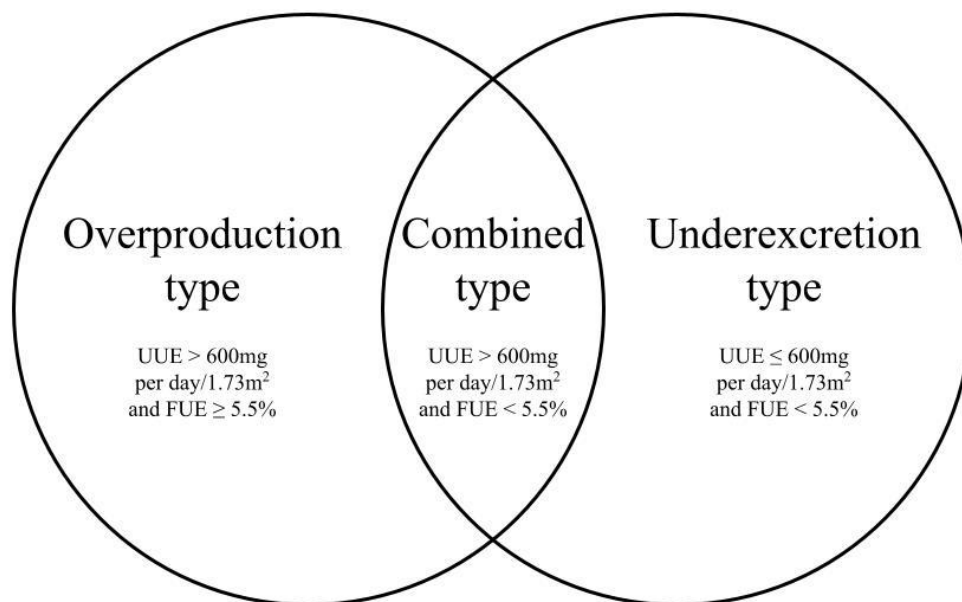 Overproduction
type
UUE > 600mg
per day/1.73m²
and FUE ≥ 5.5%
Combined
type
UUE > 600mg
per day/1.73m²
and FUE < 5.5%
Underexcretion
type
UUE ≤ 600mg
per day/1.73m²
and FUE < 5.5%